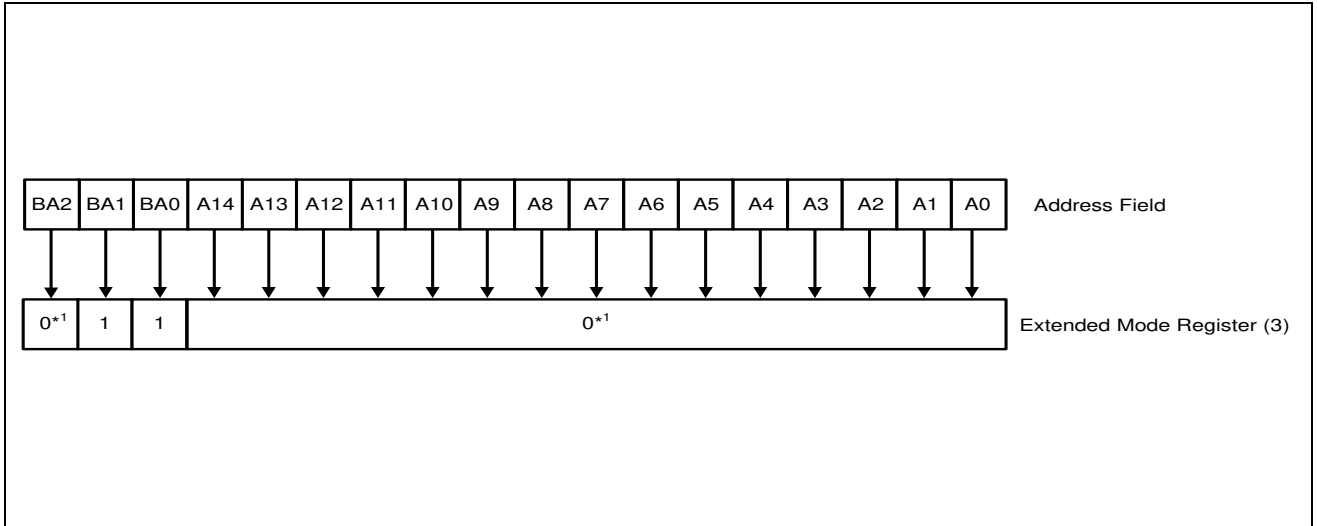 BA2 BA1 BA0 A14 A13 A12 A11 A10 A9 A8 A7 A6 A5 A4 A3 A2 A1 A0 Address Field
0*1 1 1 0*1 Extended Mode Register (3)